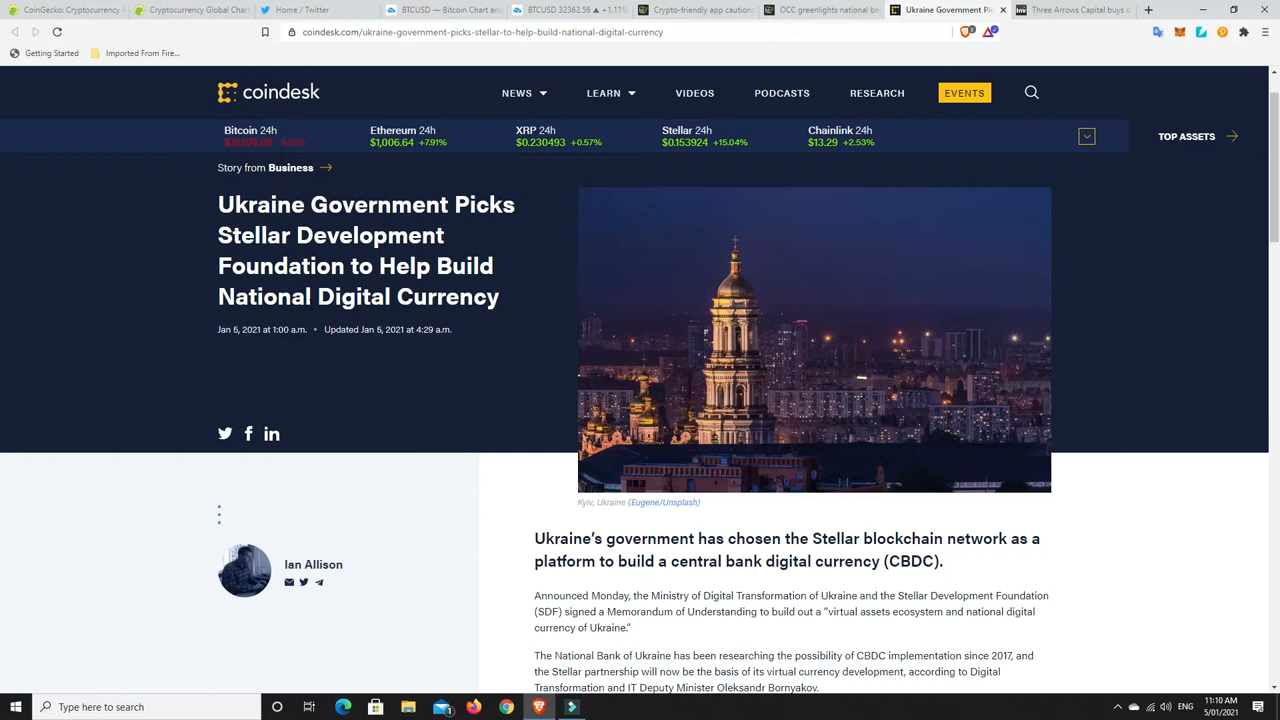 CoinGecko: Cryptocurrency P
Cryptocurrency Global Chart
Home / Twitter
BTCUSD — Bitcoin Chart and
BTCUSD 32362.56 ▲ +1.11%
Crypto-friendly app cautions
OCC greenlights national ba
Ukraine Government Pi
Three Arrows Capital buys
coindesk.com/ukraine-government-picks-stellar-to-help-build-national-digital-currency
Getting Started
Imported From Fire...
coindesk
NEWS
LEARN
VIDEOS
PODCASTS
RESEARCH
EVENTS
Bitcoin 24h
Ethereum 24h
$1,006.64 +7.91%
XRP 24h
$0.230493 +0.57%
Stellar 24h
$0.153924 +15.04%
Chainlink 24h
$13.29 +2.53%
TOP ASSETS
Story from Business
Ukraine Government Picks
Stellar Development
Foundation to Help Build
National Digital Currency
Jan 5, 2021 at 1:00 a.m. • Updated Jan 5, 2021 at 4:29 a.m.
Kyiv, Ukraine (Eugene/Unsplash)
Ian Allison
Ukraine's government has chosen the Stellar blockchain network as a
platform to build a central bank digital currency (CBDC).
Announced Monday, the Ministry of Digital Transformation of Ukraine and the Stellar Development Foundation
(SDF) signed a Memorandum of Understanding to build out a “virtual assets ecosystem and national digital
currency of Ukraine.”
The National Bank of Ukraine has been researching the possibility of CBDC implementation since 2017, and
the Stellar partnership will now be the basis of its virtual currency development, according to Digital
Transformation and IT Deputy Minister Oleksandr Bornyakov.
Type here to search
ENG
11:10 AM
5/01/2021